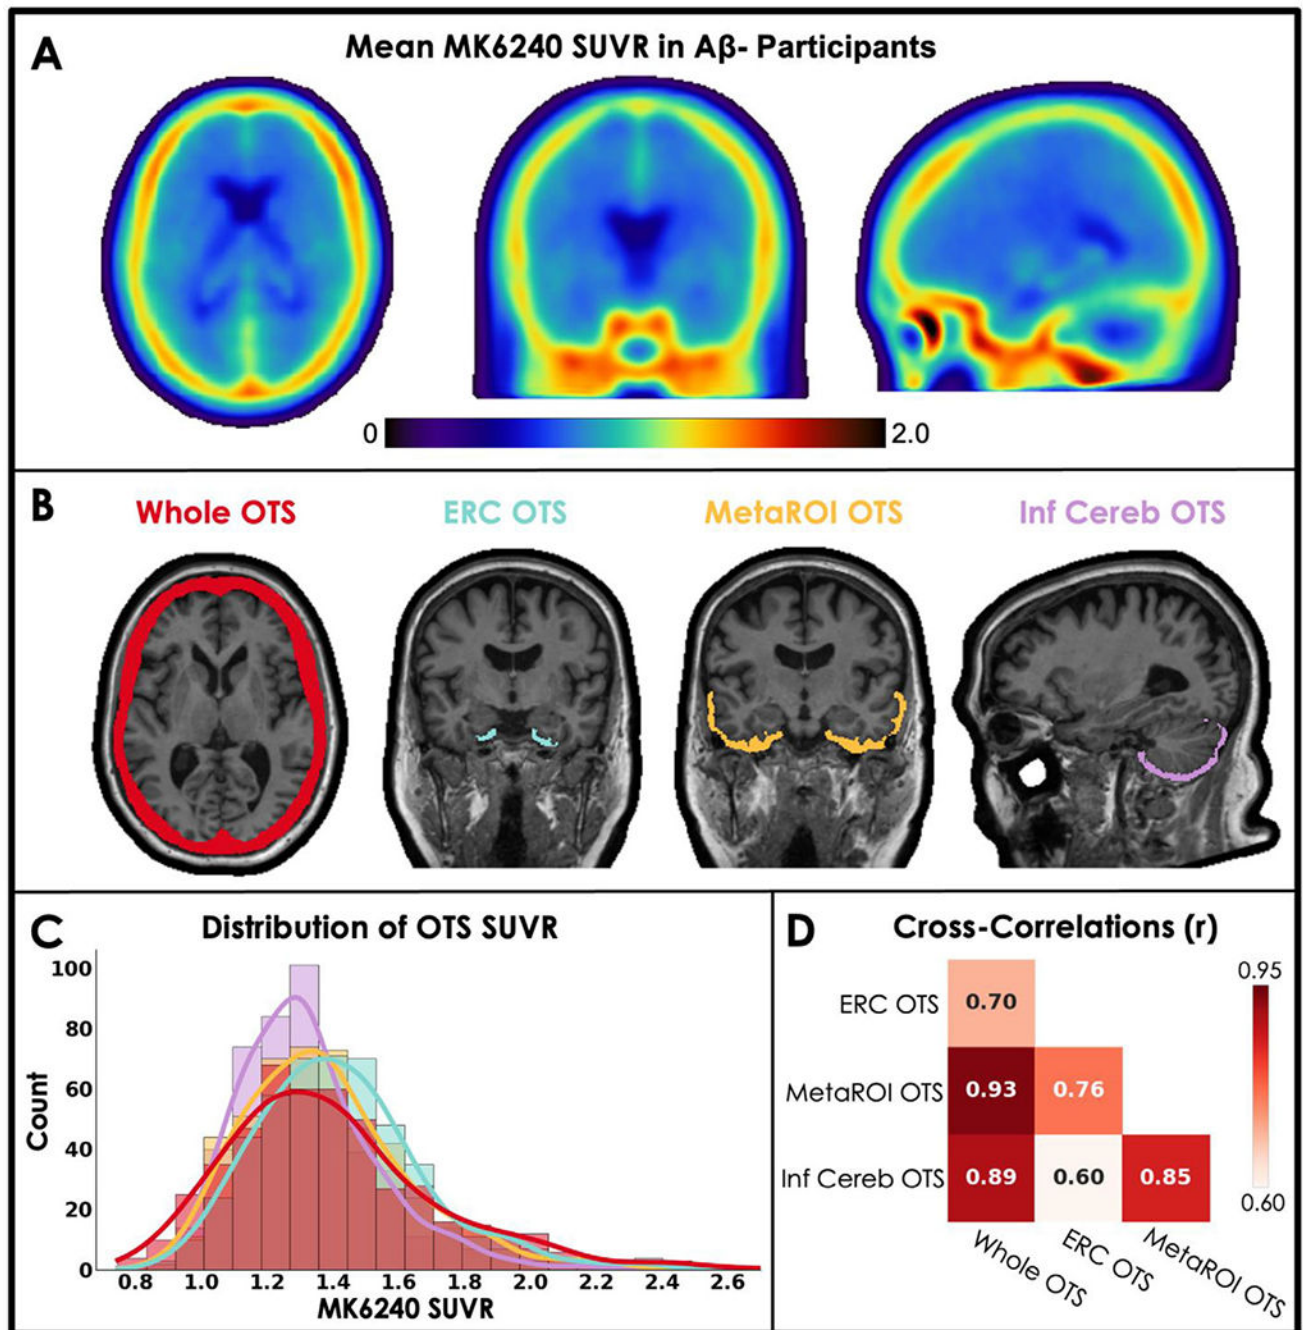 A
Mean MK6240 SUVR in Aβ- Participants
0
2.0
B
Whole OTS
ERC OTS
MetaROI OTS
Inf Cereb OTS
C
Distribution of OTS SUVR
100
80
60
40
20
0
Count
0.8 1.0 1.2 1.4 1.6 1.8 2.0 2.2 2.4 2.6
MK6240 SUVR
D
Cross-Correlations (r)
0.95
ERC OTS 0.70
MetaROI OTS 0.93 0.76
Inf Cereb OTS 0.89 0.60 0.85
0.60
Whole OTS
ERC OTS
MetaROI OTS